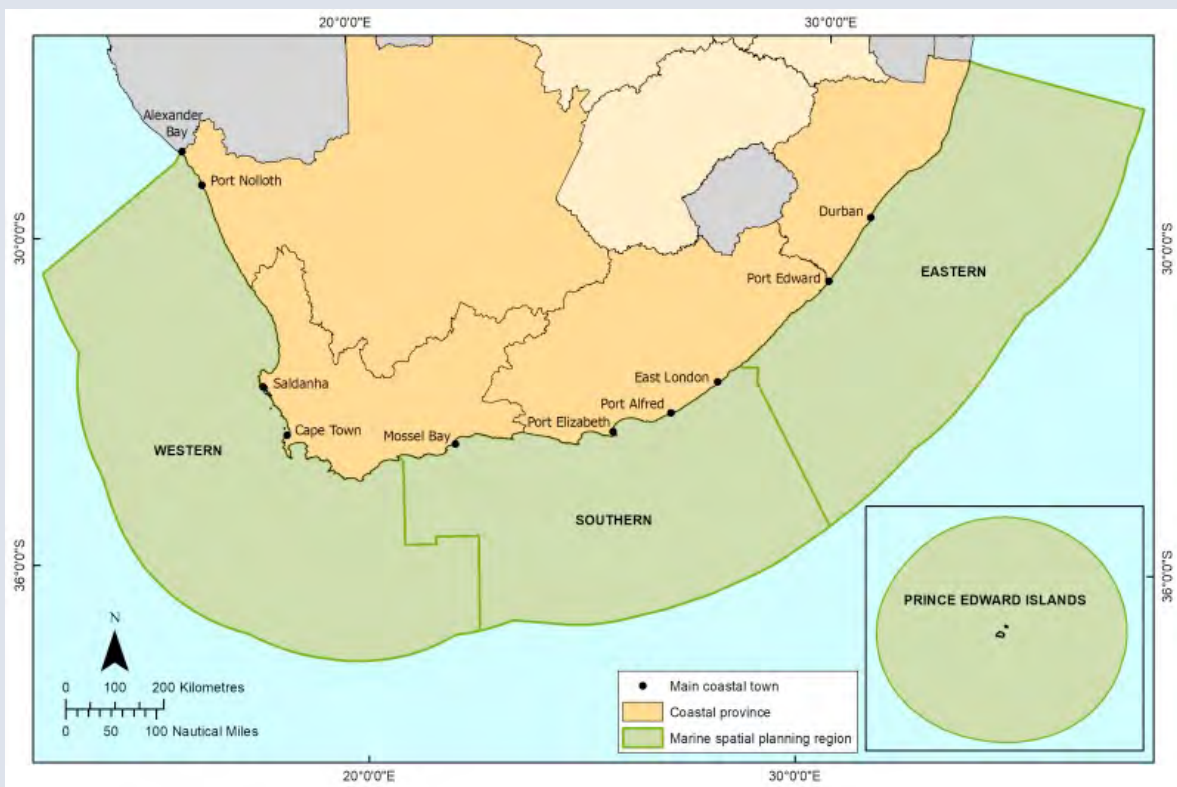 20°0'0"E
30°0'0"E
Alexander
Bay
Port Nolloth
Durban
30°0'0"S
30°0'0"S
EASTERN
Port Edward
East London
Saldanha
Port Alfred
Port Elizabeth
Cape Town
Mossel Bay
WESTERN
SOUTHERN
36°0'0"S
36°0'0"S
PRINCE EDWARD ISLANDS
N
0 100 200 Kilometres
0 50 100 Nautical Miles
Main coastal town
Coastal province
Marine spatial planning region
20°0'0"E
30°0'0"E